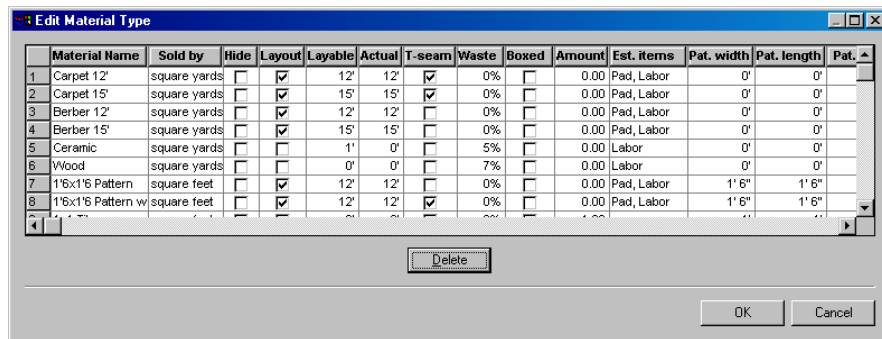 Edit Material Type
Material Name Sold by Hide Layout Layable Actual T-seam Waste Boxed Amount Est. items Pat. width Pat. length Pat.
1 Carpet 12' square yards 12' 12' 0% 0.00 Pad, Labor 0' 0'
2 Carpet 15' square yards 15' 15' 0% 0.00 Pad, Labor 0' 0'
3 Berber 12' square yards 12' 12' 0% 0.00 Pad, Labor 0' 0'
4 Berber 15' square yards 15' 15' 0% 0.00 Pad, Labor 0' 0'
5 Ceramic square yards 1' 0' 5% 0.00 Labor 0' 0'
6 Wood square yards 0' 0' 7% 0.00 Labor 0' 0'
7 1'6x1'6 Pattern square feet 12' 12' 0% 0.00 Pad, Labor 1' 6" 1' 6"
8 1'6x1'6 Pattern w square feet 12' 12' 0% 0.00 Pad, Labor 1' 6" 1' 6"
Delete
OK Cancel